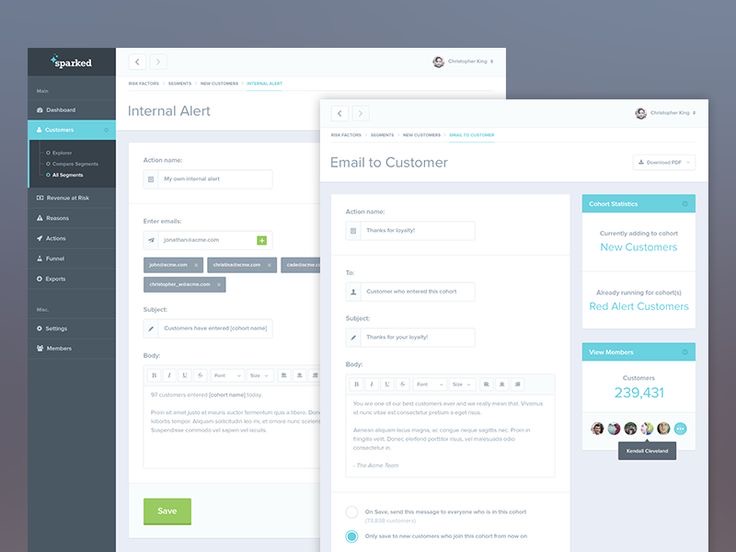 sparked
Main
Dashboard
Customers
Explorer
Compare Segments
All Segments
Revenue at Risk
Reasons
Actions
Funnel
Exports
Misc.
Settings
Members
Christopher King
RISK FACTORS
SEGMENTS
NEW CUSTOMERS
INTERNAL ALERT
Internal Alert
Action name:
My own internal alert
Enter emails:
jonathan@acme.com
john@acme.com x
christina@acme.com x
christopher_w@acme.com x
Subject:
Customers have entered [cohort name]
Body:
B I U S Font Size
97 customers entered [cohort name] today.
Proin sit amet justo et mauris auctor fermentum quis a libero. Donec
lobortis tempor. Aliquam sollicitudin leo
Suspendisse commodo vel sapien vel iaculis.
Save
Christopher King
RISK FACTORS
SEGMENTS
NEW CUSTOMERS
EMAIL TO CUSTOMER
Email to Customer
Download PDF
Action name:
Thanks for loyalty!
To:
Customer who entered this cohort
Subject:
Thanks for your loyalty!
Body:
B I U S Font Size
You are one of our best customers ever and we really mean that. Vivamus
et nunc vitae est consectetur pretium a eget risus.
Aenean aliquam lacus magna, ac congue neque sagittis nec. Proin in
fringilla velit. Donec eleifend porttitor risus, vel malesuada odio
consectetur in.
- The Acme Team
On Save, send this message to everyone who is in this cohort
(73,838 customers)
Only save to new customers who join this cohort from now on
Cohort Statistics
Currently adding to cohort
New Customers
Already running for cohort(s)
Red Alert Customers
View Members
Customers
239,431
Kendall Cleveland